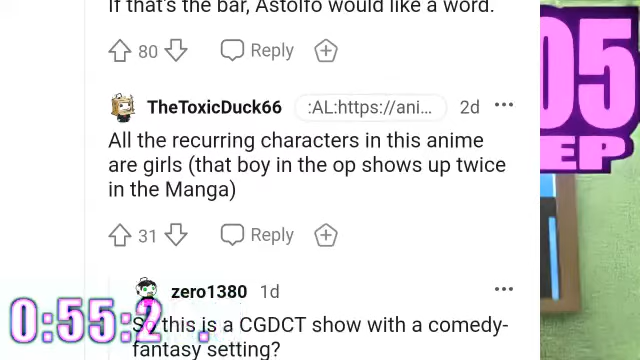 If that's the bar, Astolfo would like a word.
80 Reply
TheToxicDuck66 :AL:https://ani... 2d ...
All the recurring characters in this anime
are girls (that boy in the op shows up twice
in the Manga)
31 Reply
zero1380 1d ...
So this is a CGDCT show with a comedy-
fantasy setting?
05
EP
0:55:2 .